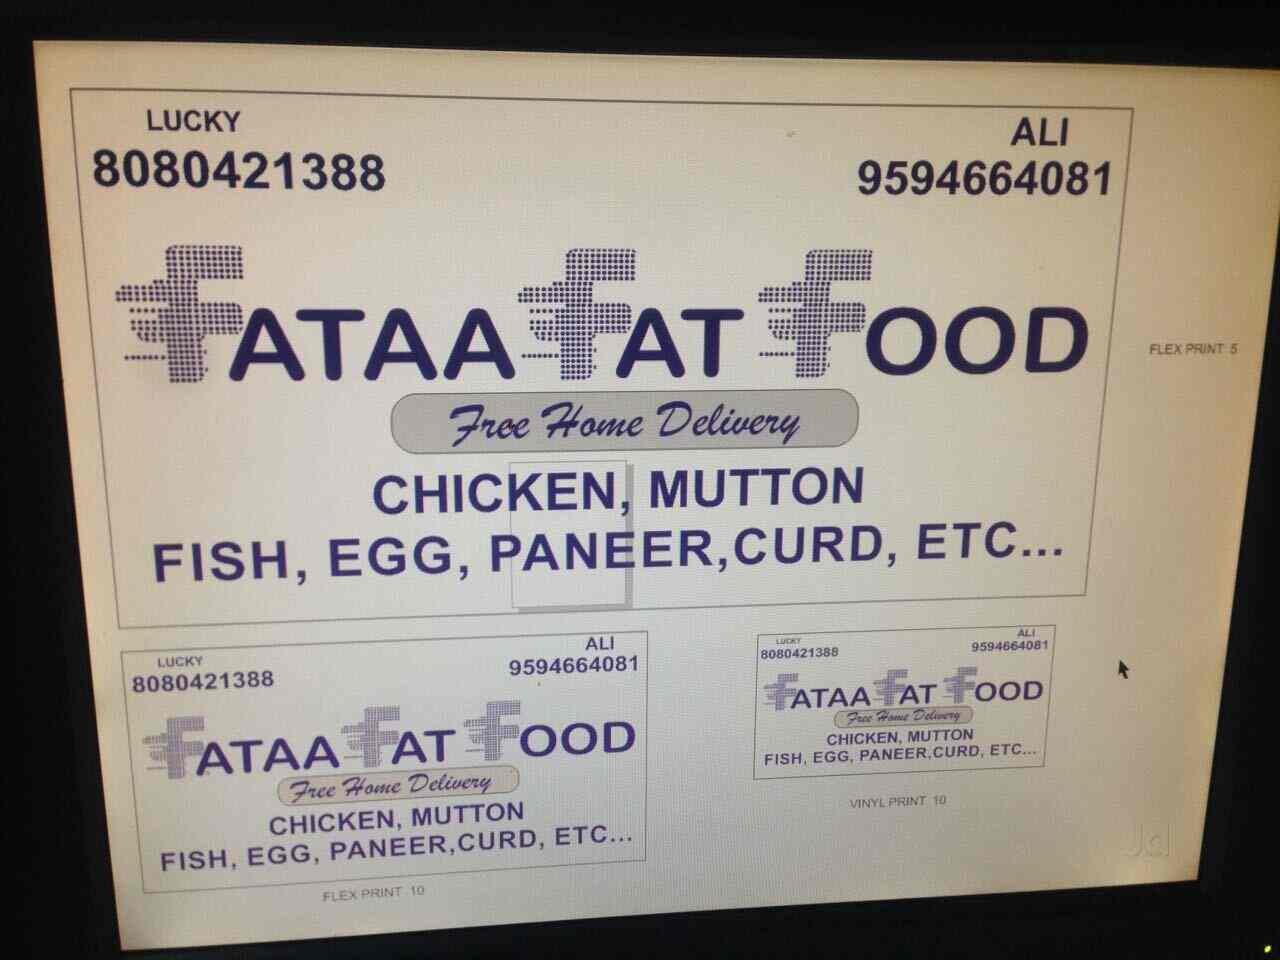 LUCKY
8080421388
ALI
9594664081
FATAA FAT FOOD
Free Home Delivery
CHICKEN, MUTTON
FISH, EGG, PANEER,CURD, ETC...
FLEX PRINT 5
LUCKY
8080421388
ALI
9594664081
FATAA FAT FOOD
Free Home Delivery
CHICKEN, MUTTON
FISH, EGG, PANEER,CURD, ETC...
FLEX PRINT 10
LUCKY
8080421388
ALI
9594664081
FATAA FAT FOOD
Free Home Delivery
CHICKEN, MUTTON
FISH, EGG, PANEER,CURD, ETC...
VINYL PRINT 10
Jd